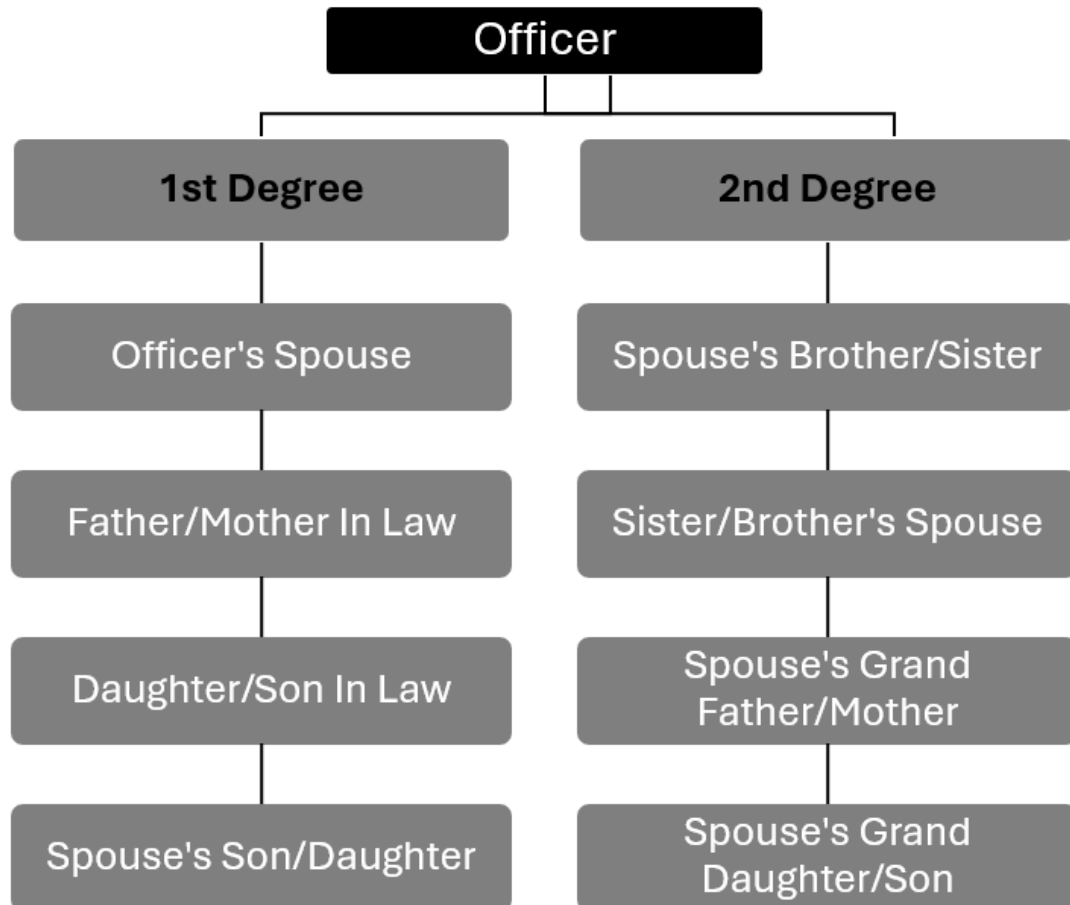 Officer
1st Degree
2nd Degree
Officer's Spouse
Spouse's Brother/Sister
Father/Mother In Law
Sister/Brother's Spouse
Daughter/Son In Law
Spouse's Grand
Father/Mother
Spouse's Son/Daughter
Spouse's Grand
Daughter/Son